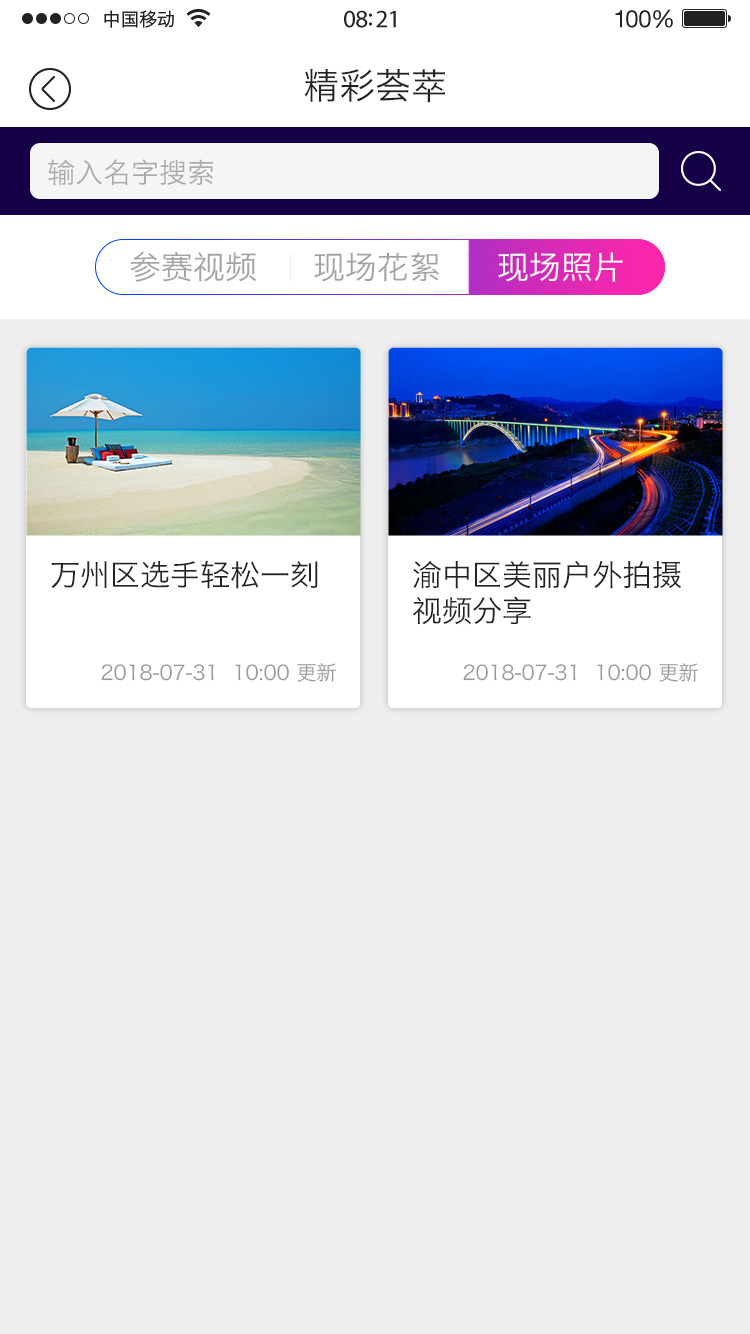 中国移动
08:21
100%
精彩荟萃
输入名字搜索
参赛视频
现场花絮
现场照片
万州区选手轻松一刻
2018-07-31 10:00 更新
渝中区美丽户外拍摄
视频分享
2018-07-31 10:00 更新